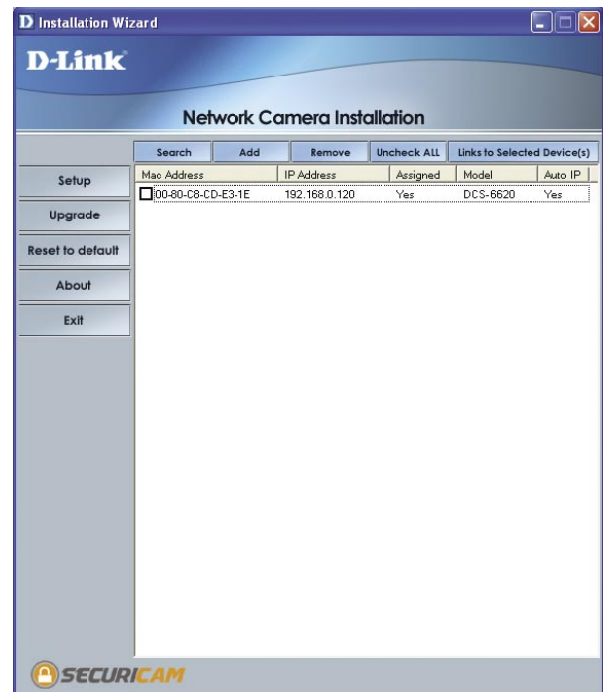 D Installation Wizard
D-Link
Network Camera Installation
Search Add Remove Uncheck ALL Links to Selected Device(s)
Mac Address IP Address Assigned Model Auto IP
00-80-C8-CD-E3-1E 192.168.0.120 Yes DCS-6620 Yes
Setup
Upgrade
Reset to default
About
Exit
SECURICAM